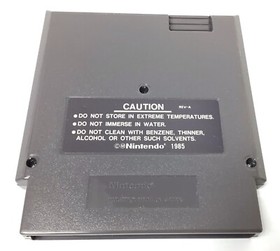 CAUTION REV-A
● DO NOT STORE IN EXTREME TEMPERATURES.
● DO NOT IMMERSE IN WATER.
● DO NOT CLEAN WITH BENZENE, THINNER,
ALCOHOL OR OTHER SUCH SOLVENTS.
©Nintendo 1985
Nintendo